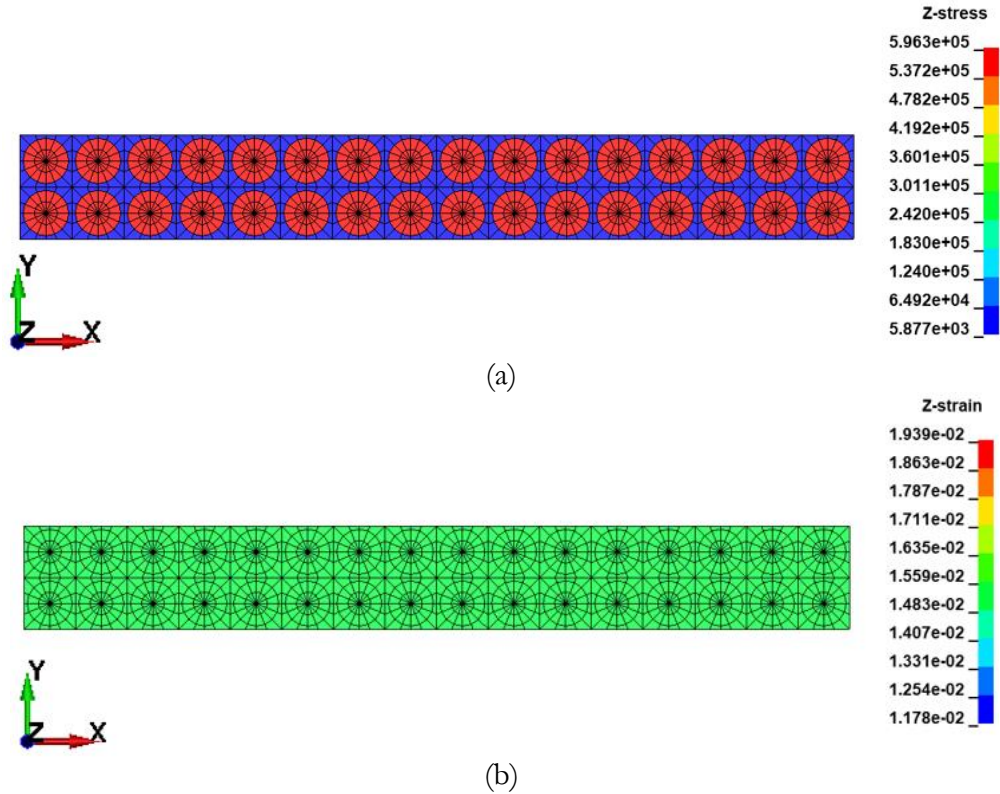 Z-stress
5.963e+05
5.372e+05
4.782e+05
4.192e+05
3.601e+05
3.011e+05
2.420e+05
1.830e+05
1.240e+05
6.492e+04
5.877e+03
Y
Z
X
(a)
Z-strain
1.939e-02
1.863e-02
1.787e-02
1.711e-02
1.635e-02
1.559e-02
1.483e-02
1.407e-02
1.331e-02
1.254e-02
1.178e-02
Y
Z
X
(b)